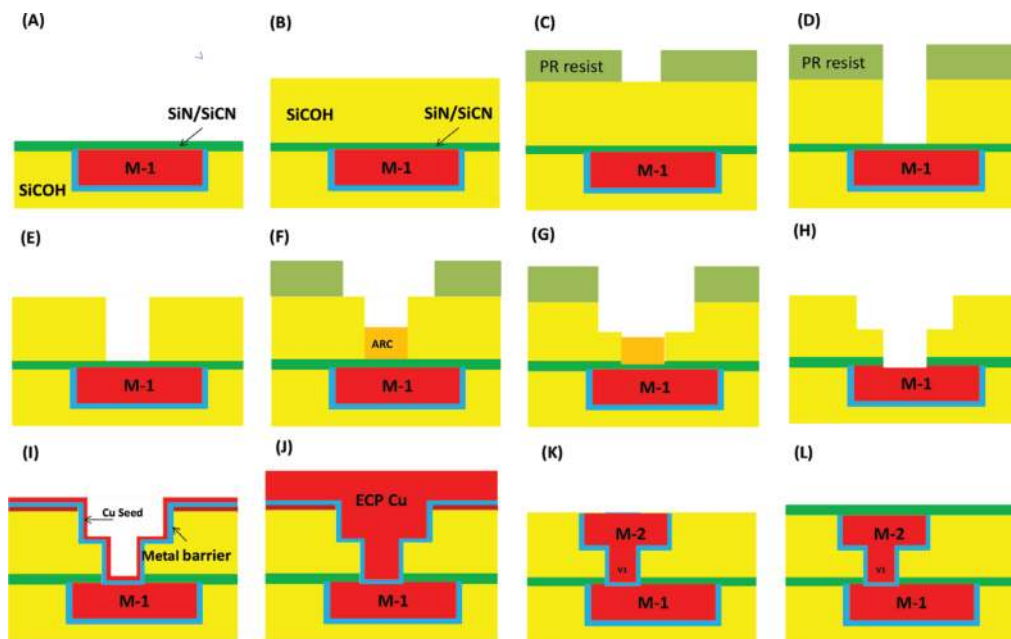 (A)
SiN/SiCN
M-1
SiCOH
(B)
SiCOH
SiN/SiCN
M-1
(C)
PR resist
M-1
(D)
PR resist
M-1
(E)
M-1
(F)
ARC
M-1
(G)
ARC
M-1
(H)
M-1
(I)
Cu Seed
Metal barrier
M-1
(J)
ECP Cu
M-1
(K)
M-2
V1
M-1
(L)
M-2
V1
M-1